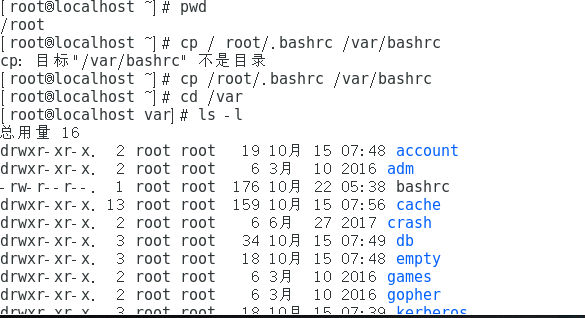 [root@localhost ~]# pwd
/root
[root@localhost ~]# cp / root/.bashrc /var/bashrc
cp: 目标"/var/bashrc" 不是目录
[root@localhost ~]# cp /root/.bashrc /var/bashrc
[root@localhost ~]# cd /var
[root@localhost var]# ls -l
总用量 16
drwxr-xr-x. 2 root root 19 10月 15 07:48 account
drwxr-xr-x. 2 root root 6 3月 10 2016 adm
-rw-r--r--. 1 root root 176 10月 22 05:38 bashrc
drwxr-xr-x. 13 root root 159 10月 15 07:56 cache
drwxr-xr-x. 2 root root 6 6月 27 2017 crash
drwxr-xr-x. 3 root root 34 10月 15 07:49 db
drwxr-xr-x. 3 root root 18 10月 15 07:48 empty
drwxr-xr-x. 2 root root 6 3月 10 2016 games
drwxr-xr-x. 2 root root 6 3月 10 2016 gopher
drwxr-xr-x. 3 root root 18 10月 15 07:39 kerberos